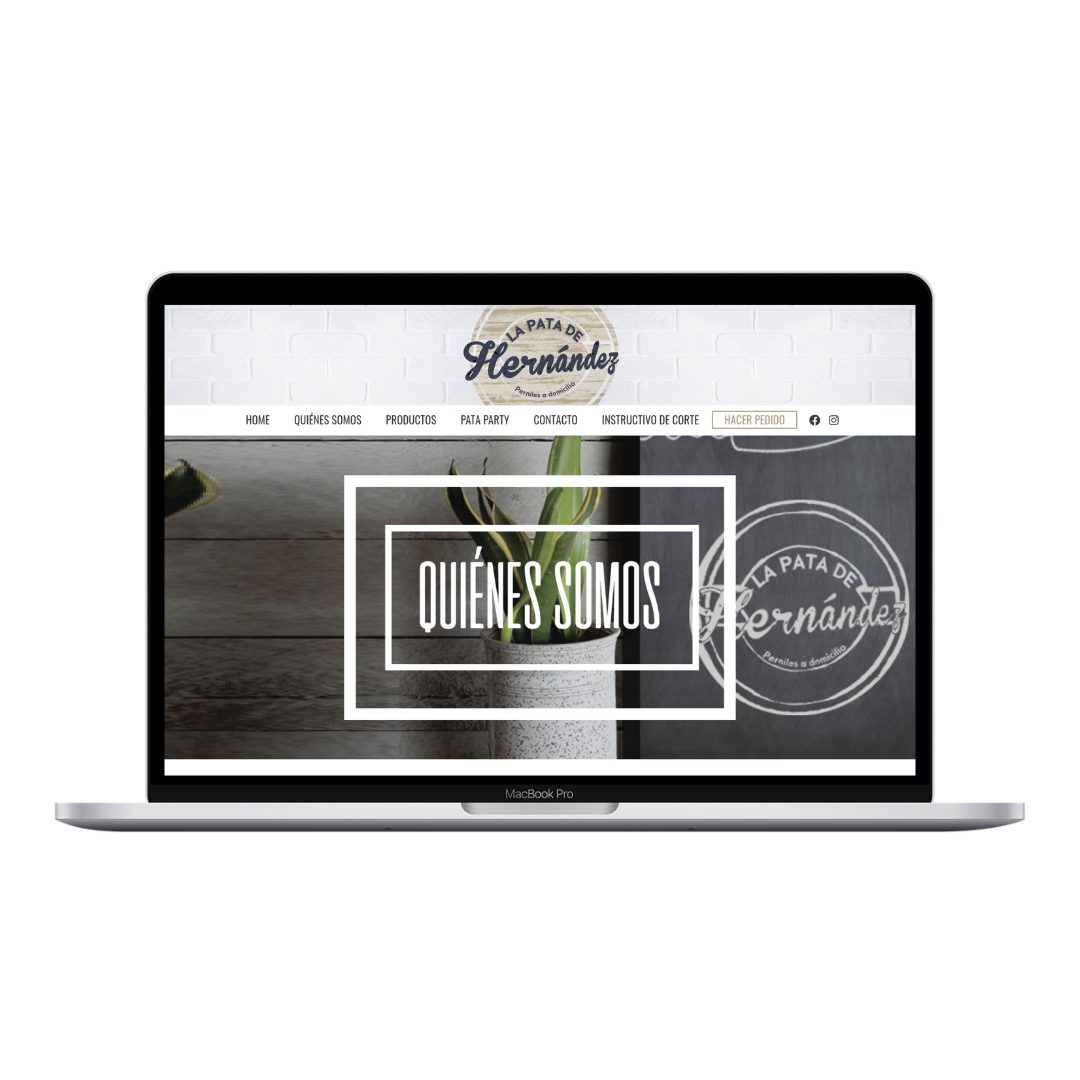 LA PATA DE
Hernández
Perniles a domicilio
HOME QUIÉNES SOMOS PRODUCTOS PATA PARTY CONTACTO INSTRUCTIVO DE CORTE HACER PEDIDO
QUIÉNES SOMOS
LA PATA DE
Hernández
Perniles a domicilio
MacBook Pro